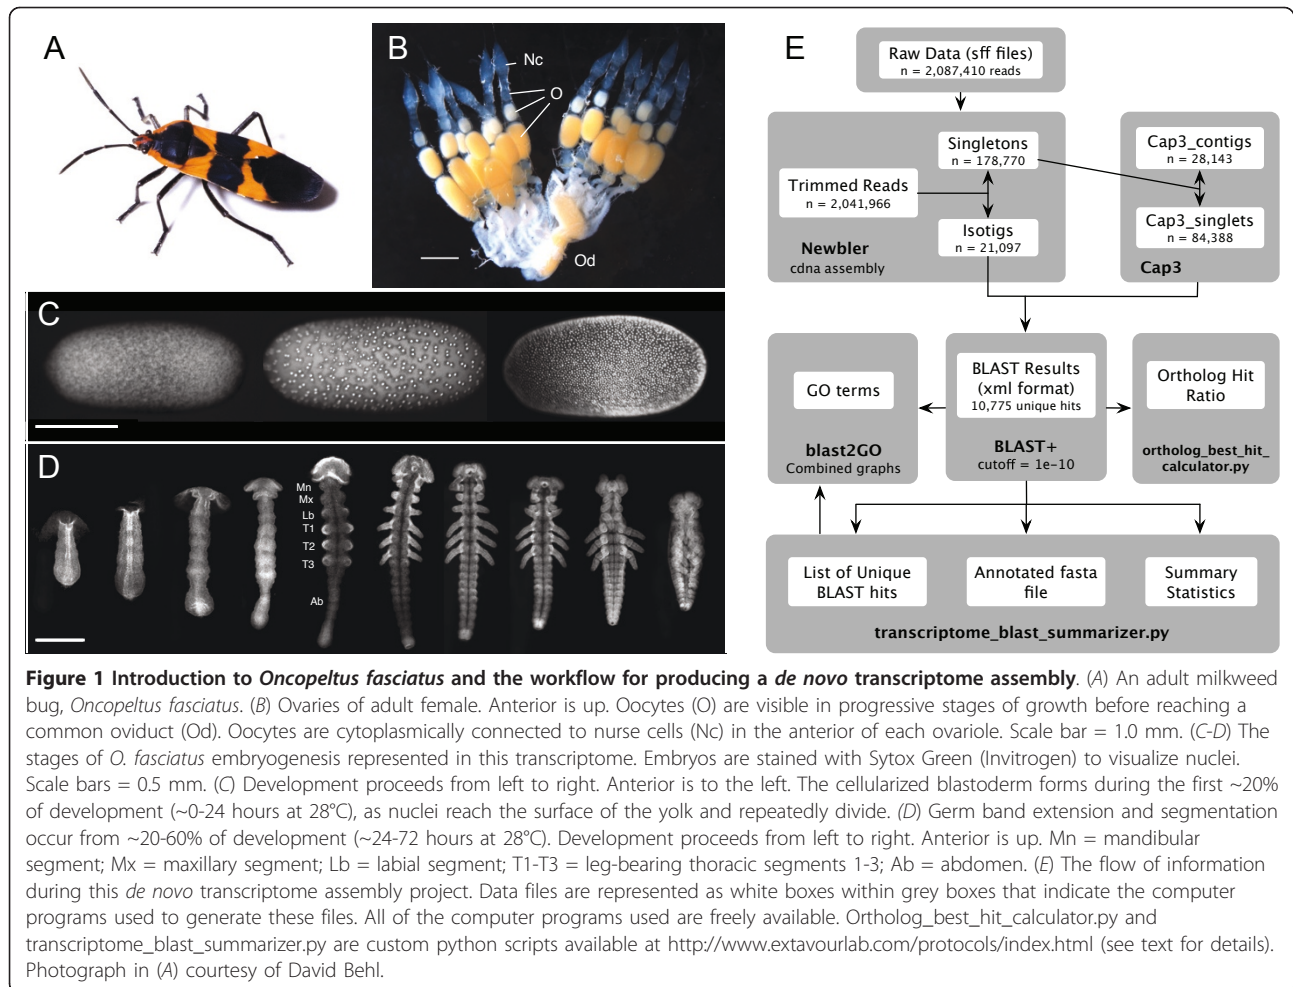 A
B
Nc
O
Od
C
D
Mn
Mx
Lb
T1
T2
T3
Ab
E
Raw Data (sff files)
n = 2,087,410 reads
Singletons
n = 178,770
Trimmed Reads
n = 2,041,966
Isotigs
n = 21,097
Newbler
cdna assembly
Cap3_contigs
n = 28,143
Cap3_singlets
n = 84,388
Cap3
GO terms
blast2GO
Combined graphs
BLAST Results
(xml format)
10,775 unique hits
BLAST+
cutoff = 1e-10
Ortholog Hit
Ratio
ortholog_best_hit_
calculator.py
List of Unique
BLAST hits
Annotated fasta
file
Summary
Statistics
transcriptome_blast_summarizer.py
Figure 1 Introduction to Oncopeltus fasciatus and the workflow for producing a de novo transcriptome assembly. (A) An adult milkweed
bug, Oncopeltus fasciatus. (B) Ovaries of adult female. Anterior is up. Oocytes (O) are visible in progressive stages of growth before reaching a
common oviduct (Od). Oocytes are cytoplasmically connected to nurse cells (Nc) in the anterior of each ovariole. Scale bar = 1.0 mm. (C-D) The
stages of O. fasciatus embryogenesis represented in this transcriptome. Embryos are stained with Sytox Green (Invitrogen) to visualize nuclei.
Scale bars = 0.5 mm. (C) Development proceeds from left to right. Anterior is to the left. The cellularized blastoderm forms during the first ~20%
of development (~0-24 hours at 28°C), as nuclei reach the surface of the yolk and repeatedly divide. (D) Germ band extension and segmentation
occur from ~20-60% of development (~24-72 hours at 28°C). Development proceeds from left to right. Anterior is up. Mn = mandibular
segment; Mx = maxillary segment; Lb = labial segment; T1-T3 = leg-bearing thoracic segments 1-3; Ab = abdomen. (E) The flow of information
during this de novo transcriptome assembly project. Data files are represented as white boxes within grey boxes that indicate the computer
programs used to generate these files. All of the computer programs used are freely available. Ortholog_best_hit_calculator.py and
transcriptome_blast_summarizer.py are custom python scripts available at http://www.extavourlab.com/protocols/index.html (see text for details).
Photograph in (A) courtesy of David Behl.